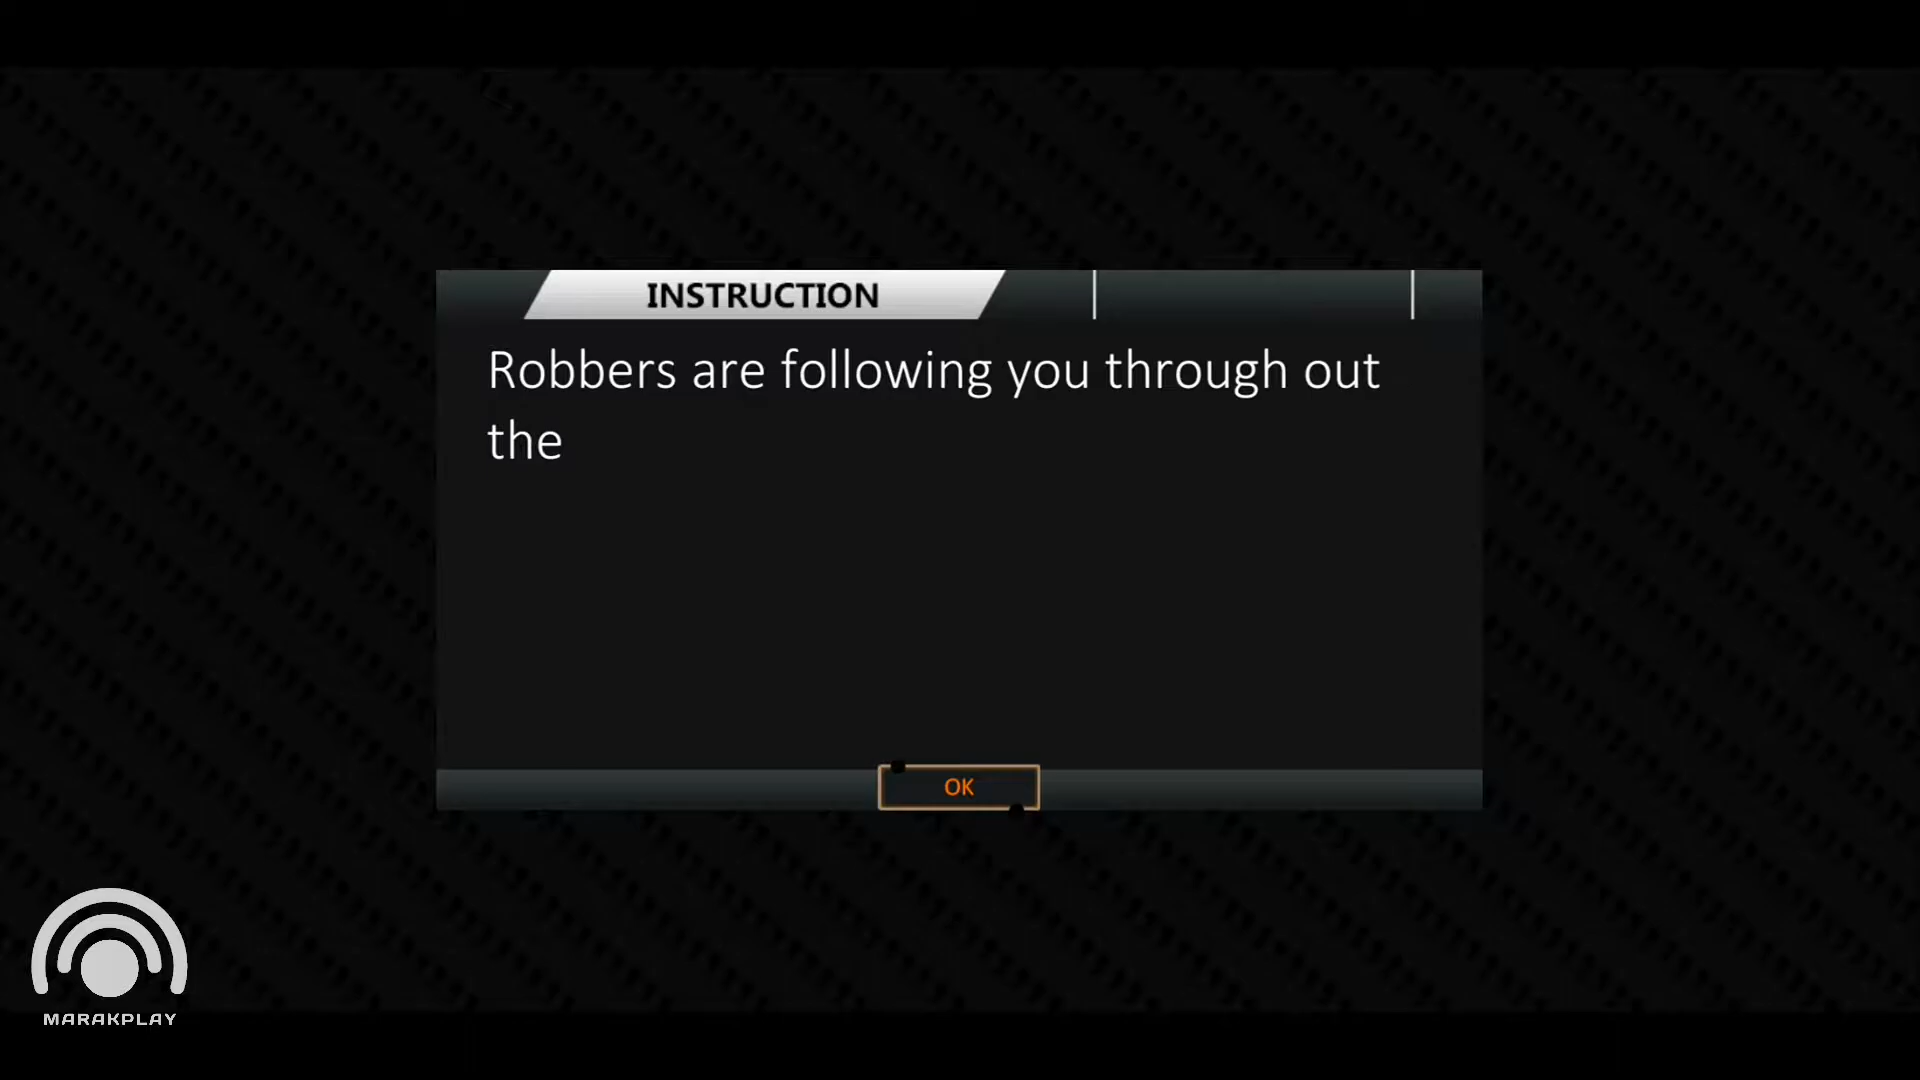 INSTRUCTION
Robbers are following you through out
the
OK
MARAKPLAY